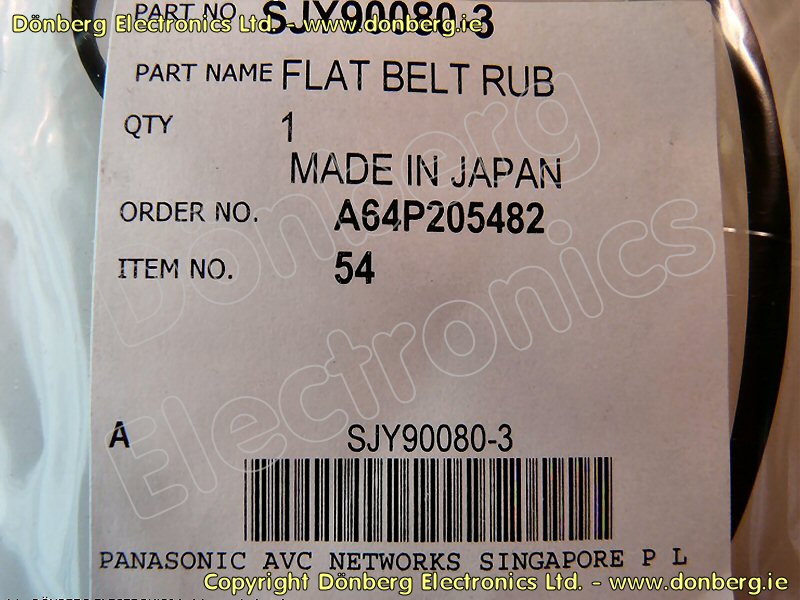 Dönberg Electronics Ltd. - www.donberg.ie
PART NO. SJY90080-3
PART NAME FLAT BELT RUB
QTY 1
MADE IN JAPAN
ORDER NO. A64P205482
ITEM NO. 54
Donberg
Electronics
A SJY90080-3
PANASONIC AVC NETWORKS SINGAPORE P L
Copyright Dönberg Electronics Ltd. - www.donberg.ie